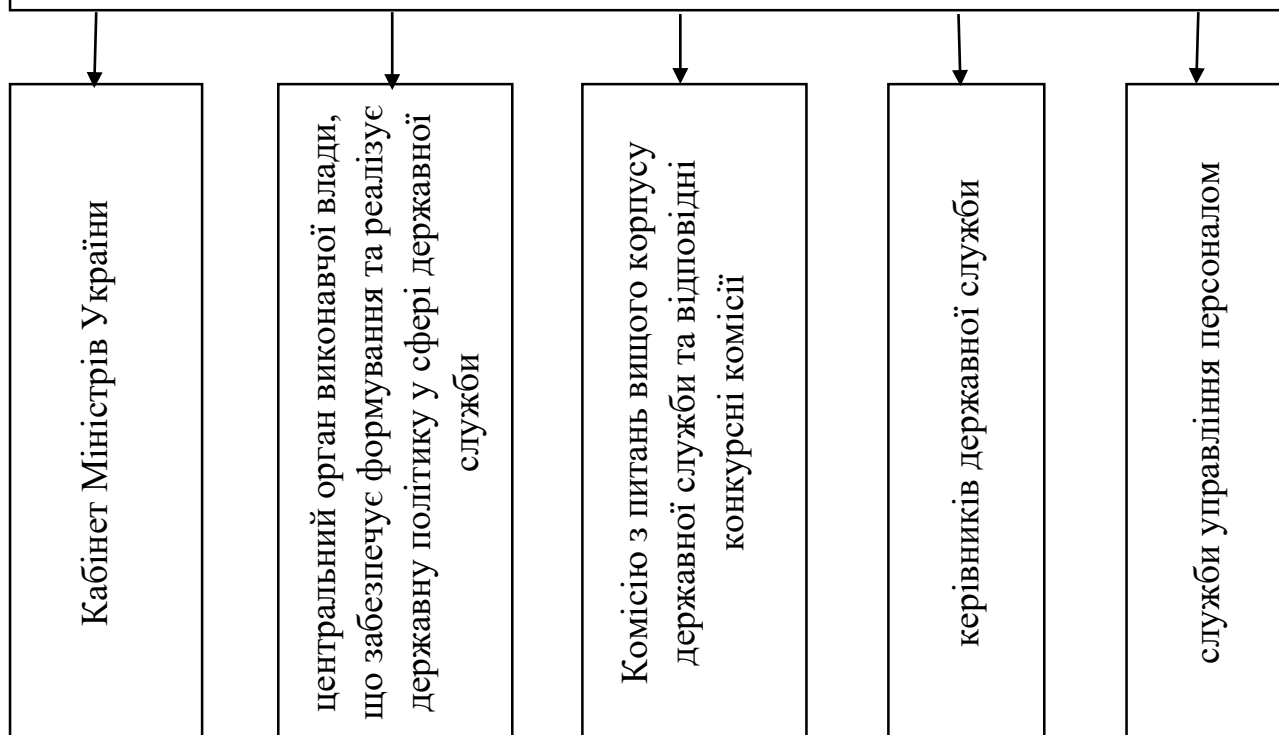 Кабінет Міністрів України
центральний орган виконавчої влади,
що забезпечує формування та реалізує
державну політику у сфері державної
служби
Комісію з питань вищого корпусу
державної служби та відповідні
конкурсні комісії
керівників державної служби
служби управління персоналом